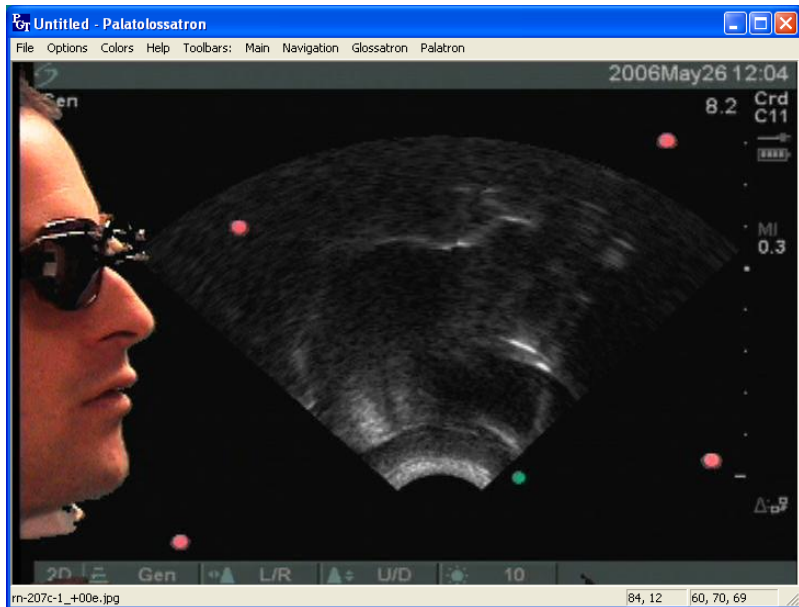 PGT Untitled - Palatolossatron
File Options Colors Help Toolbars: Main Navigation Glossatron Palatron
2006May26 12:04
Gen
8.2 Crd
C11
MI
0.3
2D Gen L/R U/D 10
rn-207c-1_+00e.jpg 84, 12 60, 70, 69